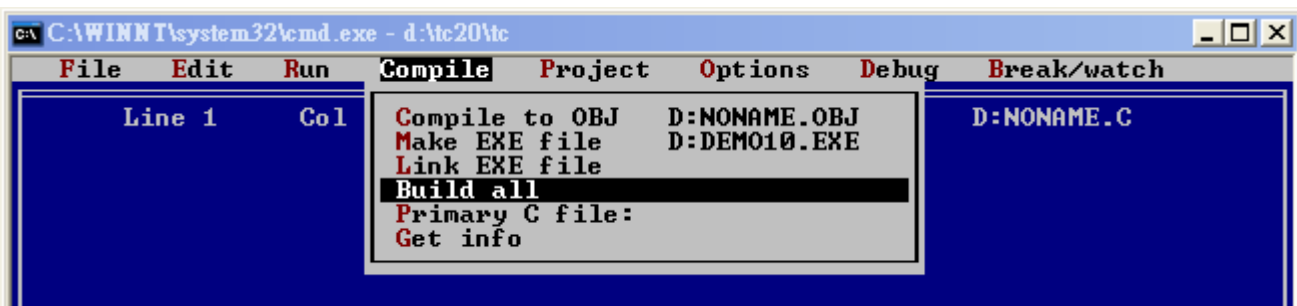 C:\WINNT\system32\cmd.exe - d:\tc20\tc
File Edit Run Compile Project Options Debug Break/watch
Line 1 Col D:NONAME.C
Compile to OBJ D:NONAME.OBJ
Make EXE file D:DEMO10.EXE
Link EXE file
Build all
Primary C file:
Get info